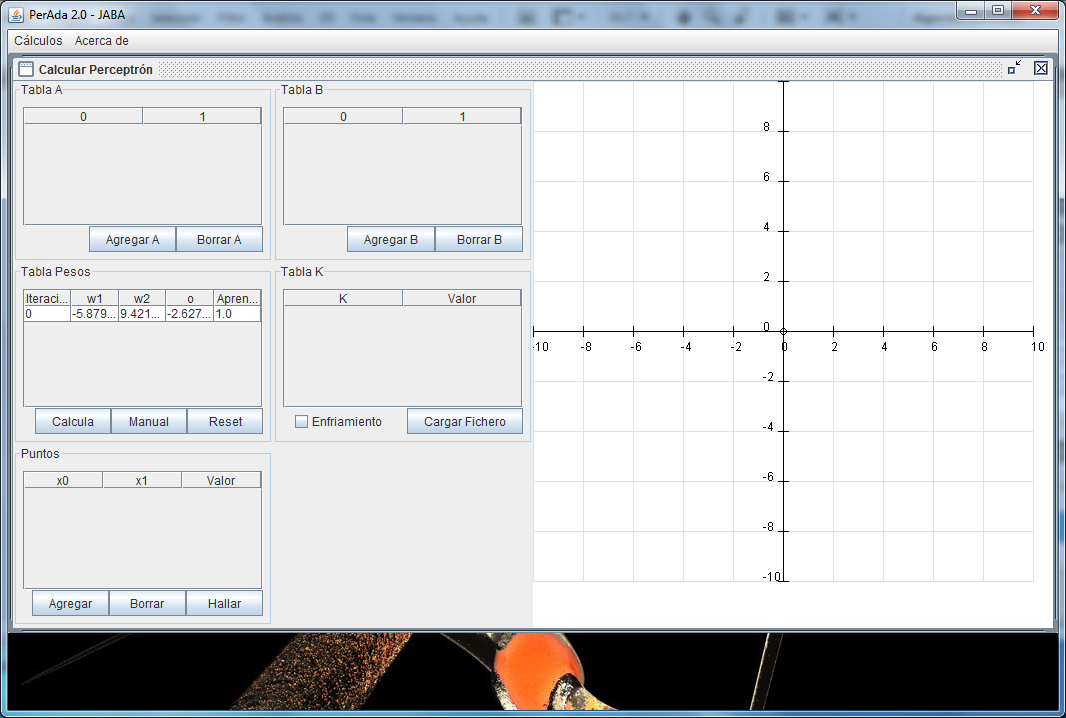 PerAda 2.0 - JABA
Cálculos Acerca de
Calcular Perceptrón
Tabla A
0 1
Agregar A Borrar A
Tabla B
0 1
Agregar B Borrar B
Tabla Pesos
Iteraci... w1 w2 o Apren...
0 -5.879... 9.421... -2.627... 1.0
Calcula Manual Reset
Tabla K
K Valor
Enfriamiento Cargar Fichero
Puntos
x0 x1 Valor
Agregar Borrar Hallar
8
6
4
2
0
-10 -8 -6 -4 -2 0 2 4 6 8 10
-2
-4
-6
-8
-10